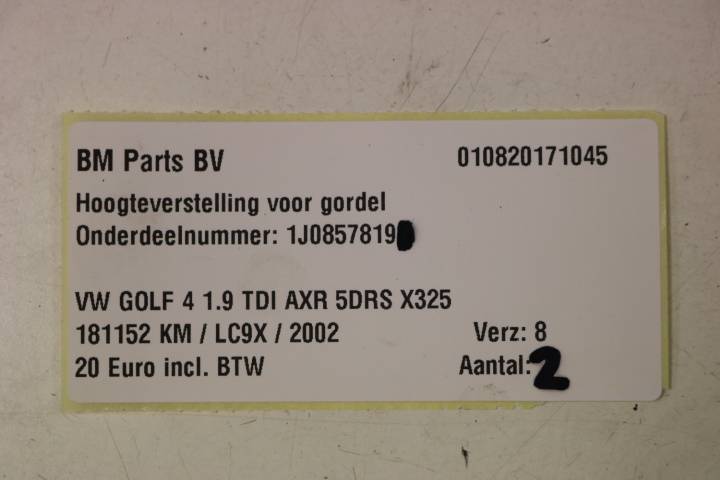 BM Parts BV 010820171045
Hoogteverstelling voor gordel
Onderdeelnummer: 1J0857819
VW GOLF 4 1.9 TDI AXR 5DRS X325
181152 KM / LC9X / 2002 Verz: 8
20 Euro incl. BTW Aantal: 2